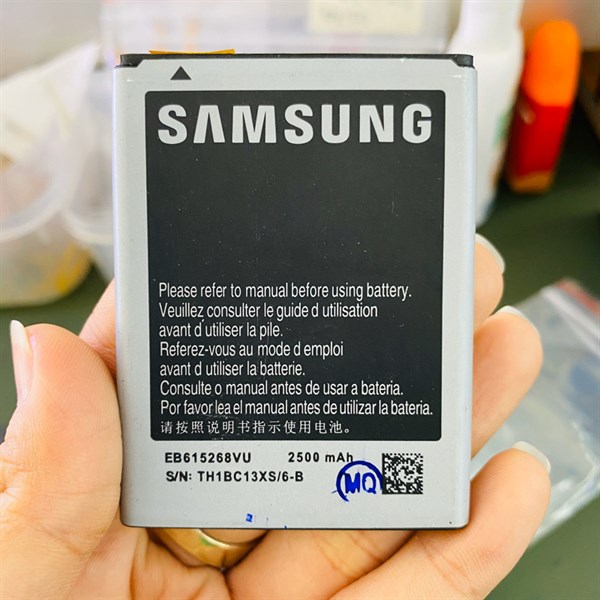 SAMSUNG
Please refer to manual before using battery.
Veuillez consulter le guide d utilisation
avant d utiliser la pile.
Referez-vous au mode d emploi
avant d utiliser la batterie.
Consulte o manual antes de usar a bateria.
Por favor lea el manual antes de utilizar la bateria.
请按照说明书指示使用电池。
EB615268VU 2500 mAh
S/N: TH1BC13XS/6-B
MQ